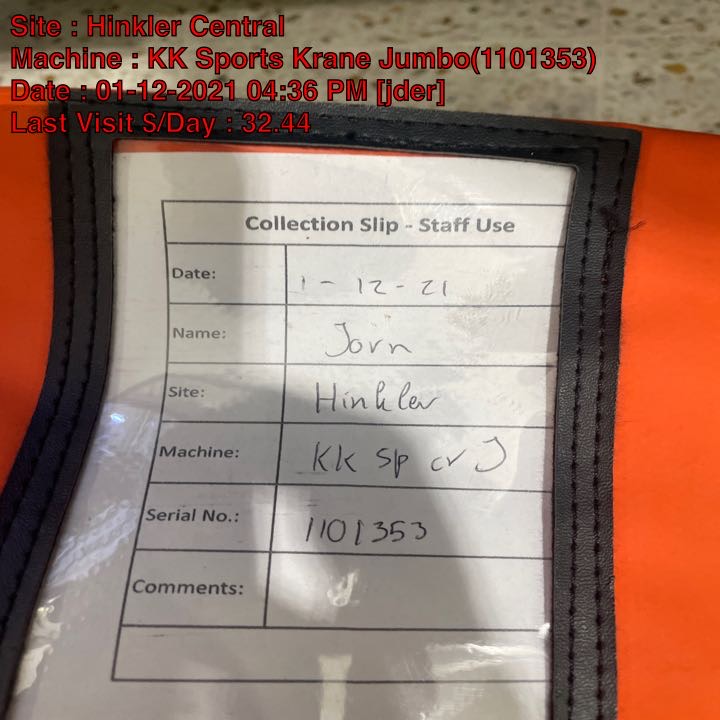 Site : Hinkler Central
Machine : KK Sports Krane Jumbo(1101353)
Date : 01-12-2021 04:36 PM [jder]
Last Visit $/Day : 32.44
Collection Slip - Staff Use
Date: 1-12-21
Name: Jorn
Site: Hinkler
Machine: KK Sp cr J
Serial No.: 1101353
Comments: